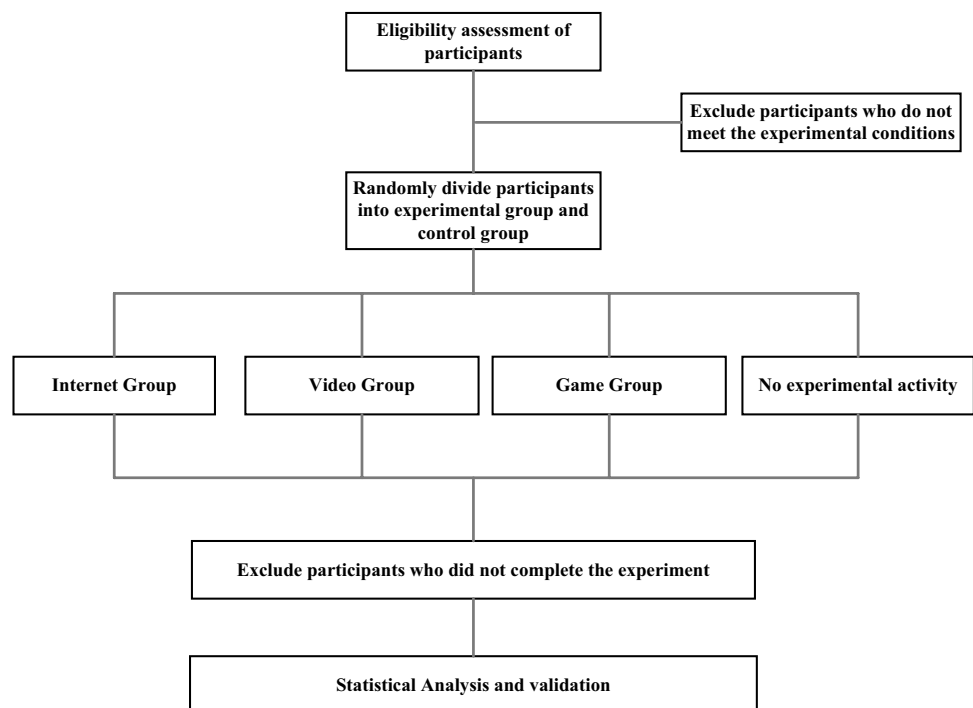 Eligibility assessment of
participants
Exclude participants who do not
meet the experimental conditions
Randomly divide participants
into experimental group and
control group
Internet Group
Video Group
Game Group
No experimental activity
Exclude participants who did not complete the experiment
Statistical Analysis and validation